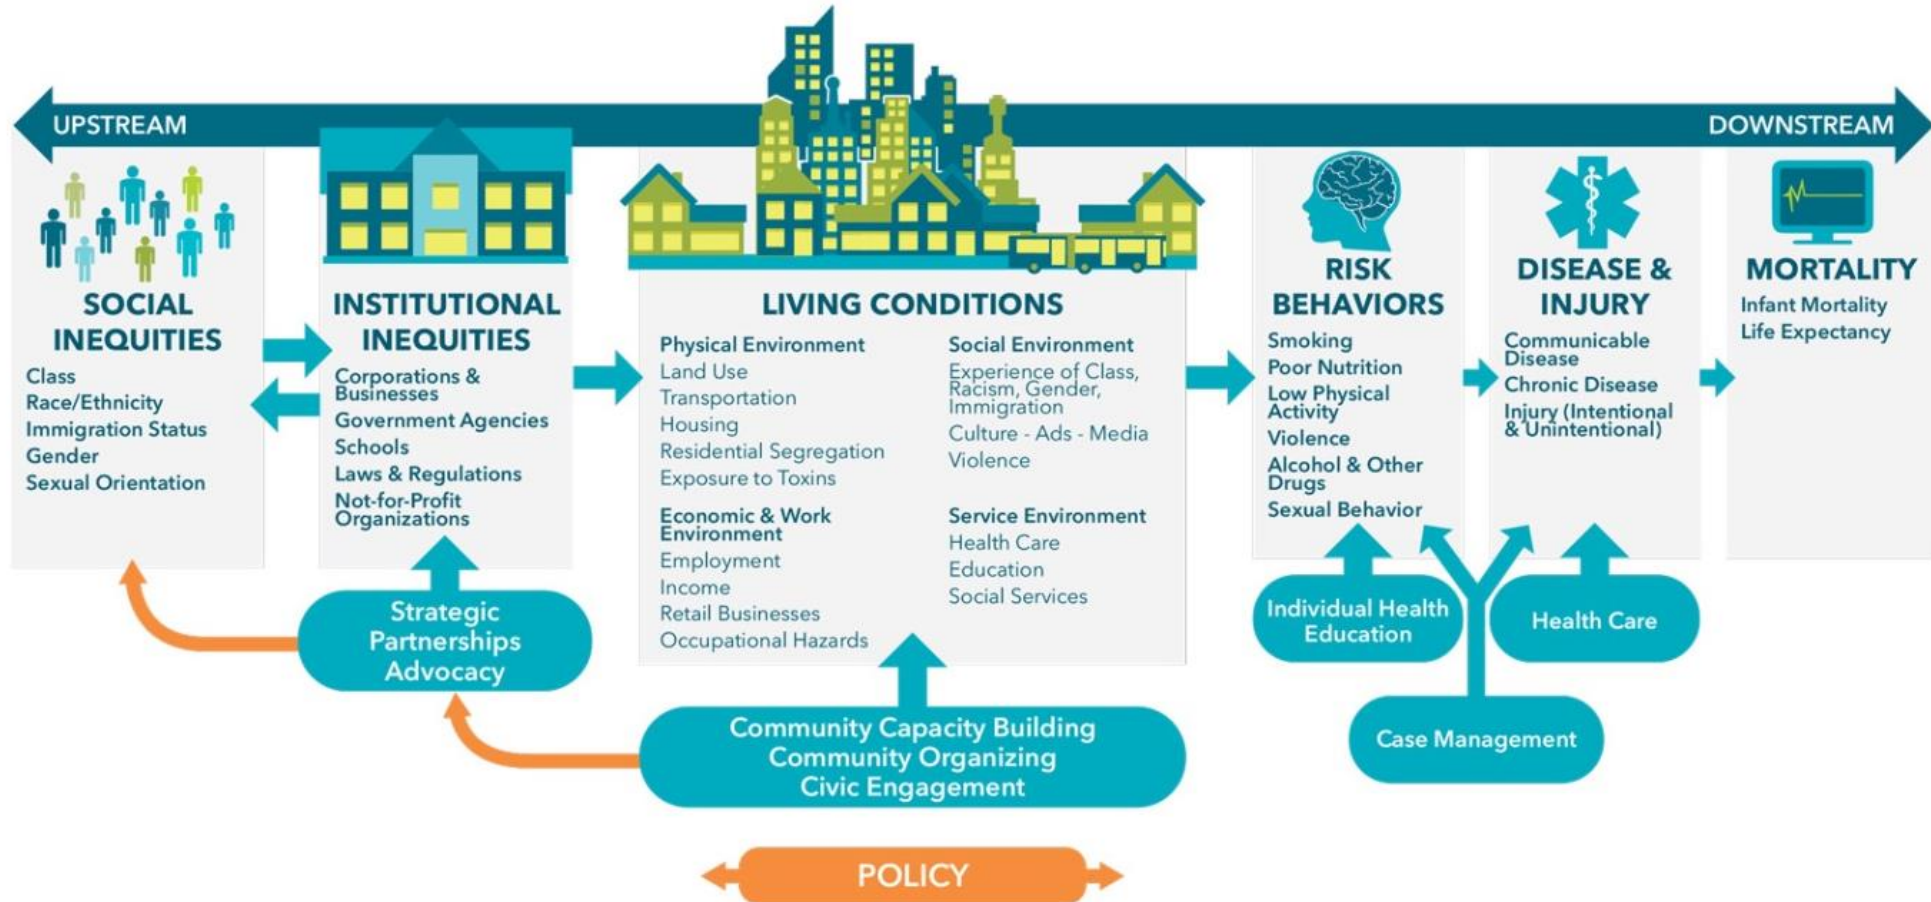 UPSTREAM
DOWNSTREAM
SOCIAL
INEQUITIES
Class
Race/Ethnicity
Immigration Status
Gender
Sexual Orientation
INSTITUTIONAL
INEQUITIES
Corporations &
Businesses
Government Agencies
Schools
Laws & Regulations
Not-for-Profit
Organizations
LIVING CONDITIONS
Physical Environment
Land Use
Transportation
Housing
Residential Segregation
Exposure to Toxins
Economic & Work
Environment
Employment
Income
Retail Businesses
Occupational Hazards
Social Environment
Experience of Class,
Racism, Gender,
Immigration
Culture - Ads - Media
Violence
Service Environment
Health Care
Education
Social Services
RISK
BEHAVIORS
Smoking
Poor Nutrition
Low Physical
Activity
Violence
Alcohol & Other
Drugs
Sexual Behavior
DISEASE &
INJURY
Communicable
Disease
Chronic Disease
Injury (Intentional
& Unintentional)
MORTALITY
Infant Mortality
Life Expectancy
Strategic
Partnerships
Advocacy
Community Capacity Building
Community Organizing
Civic Engagement
Individual Health
Education
Health Care
Case Management
POLICY